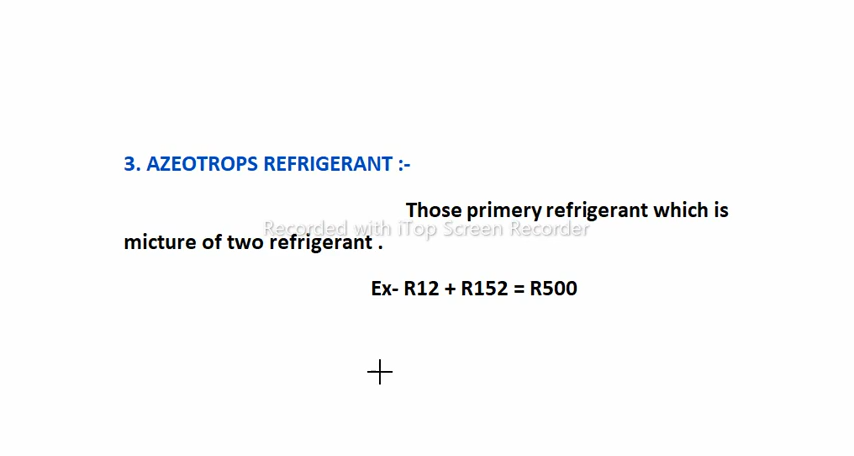 3. AZEOTROPS REFRIGERANT :-
Those primery refrigerant which is
Recorded with iTop Screen Recorder
micture of two refrigerant .
Ex- R12 + R152 = R500